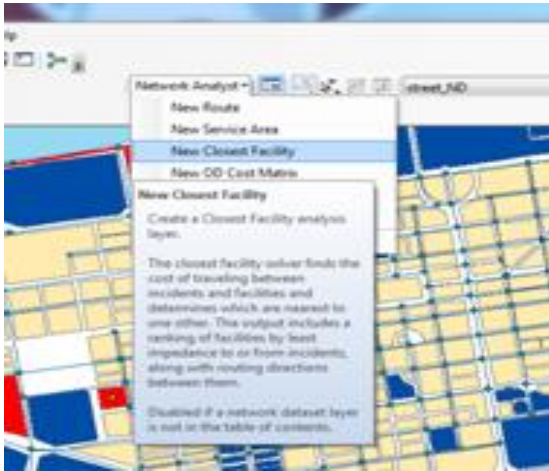 Network Analyst
street_ND
New Route
New Service Area
New Closest Facility
New OD Cost Matrix
New Closest Facility
Create a Closest Facility analysis
layer.
The closest facility solver finds the
cost of traveling between
incidents and facilities and
determines which are nearest to
one other. The output includes a
ranking of facilities by least
impedance to or from incidents,
along with routing directions
between them.
Disabled if a network dataset layer
is not in the table of contents.